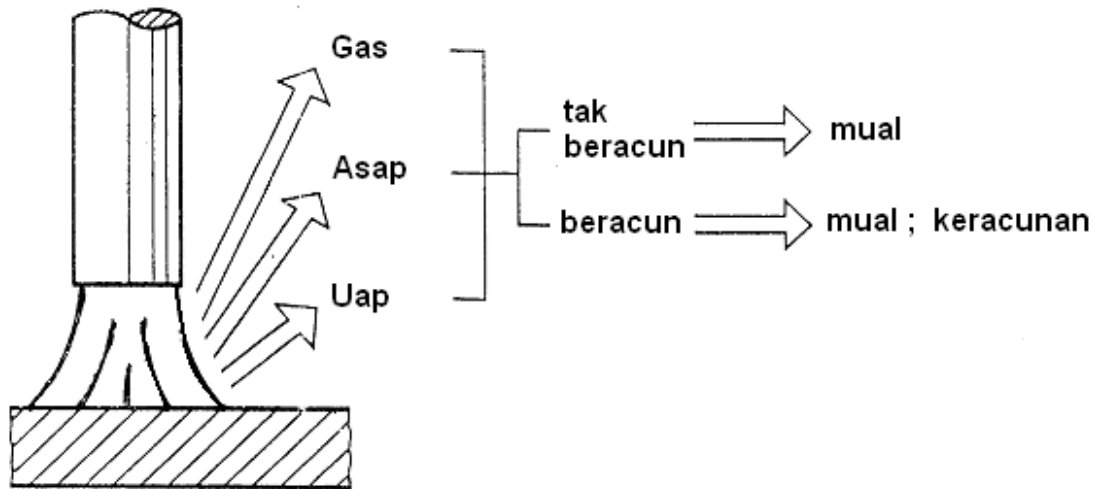 Gas
tak
beracun
mual
Asap
beracun
mual ; keracunan
Uap